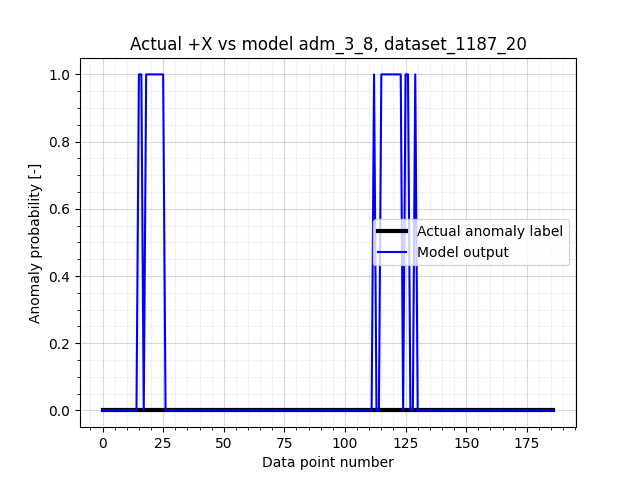 Actual +X vs model adm_3_8, dataset_1187_20
1.0
0.8
0.6
0.4
0.2
0.0
Anomaly probability [-]
Actual anomaly label
Model output
0 25 50 75 100 125 150 175
Data point number